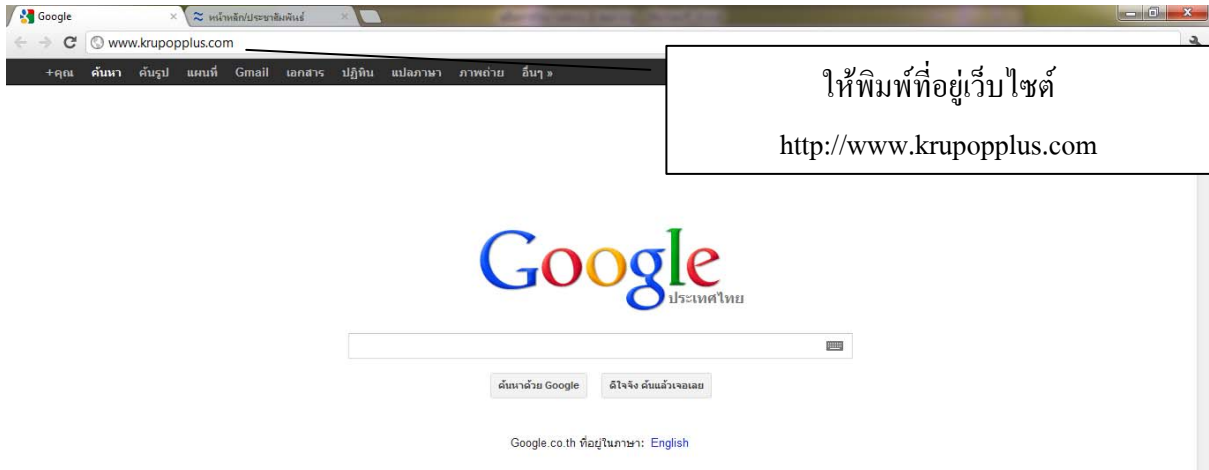 Google
หน้าหลัก/ประชาสัมพันธ์
www.krupopplus.com
+คุณ ค้นหา ค้นรูป แผนที่ Gmail เอกสาร ปฏิทิน แปลภาษา ภาพถ่าย อื่นๆ »
ให้พิมพ์ที่อยู่เว็บไซต์
http://www.krupopplus.com
Google
ประเทศไทย
ค้นหาด้วย Google ดีใจจัง ค้นแล้วเจอเลย
Google.co.th ที่อยู่ในภาษา: English